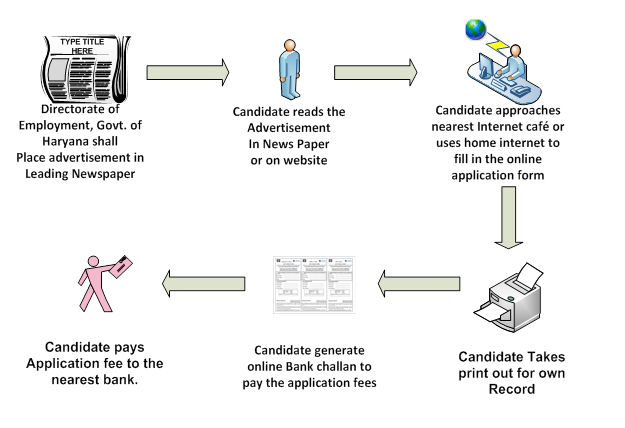 TYPE TITLE
HERE
Directorate of
Employment, Govt. of
Haryana shall
Place advertisement in
Leading Newspaper
Candidate reads the
Advertisement
In News Paper
or on website
Candidate approaches
nearest Internet café or
uses home internet to
fill in the online
application form
Candidate Takes
print out for own
Record
Candidate generate
online Bank challan to
pay the application fees
Candidate pays
Application fee to the
nearest bank.